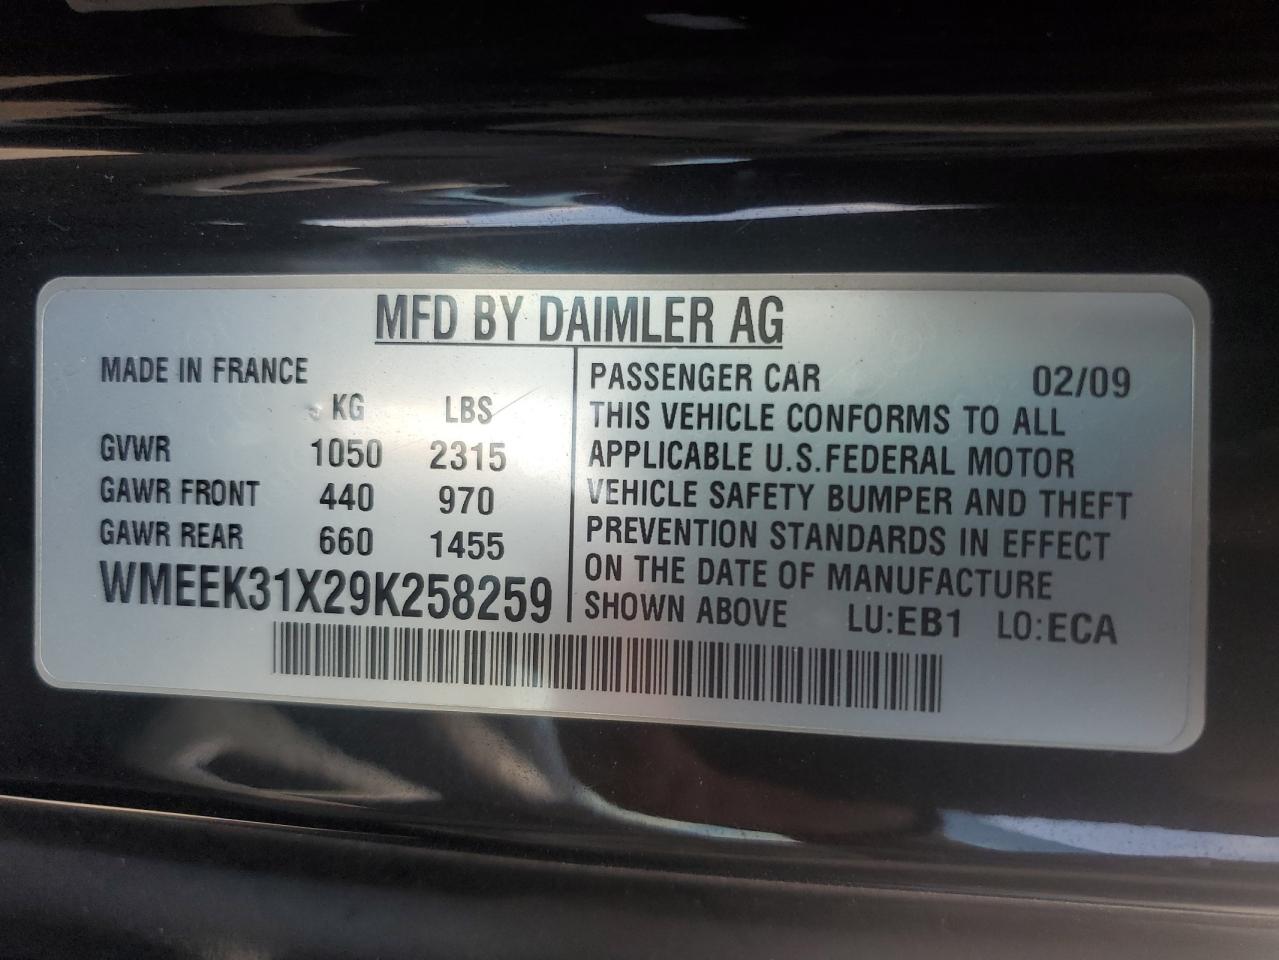 MFD BY DAIMLER AG
MADE IN FRANCE
KG LBS
GVWR 1050 2315
GAWR FRONT 440 970
GAWR REAR 660 1455
WMEEK31X29K258259
PASSENGER CAR 02/09
THIS VEHICLE CONFORMS TO ALL
APPLICABLE U.S.FEDERAL MOTOR
VEHICLE SAFETY BUMPER AND THEFT
PREVENTION STANDARDS IN EFFECT
ON THE DATE OF MANUFACTURE
SHOWN ABOVE LU:EB1 LO:ECA